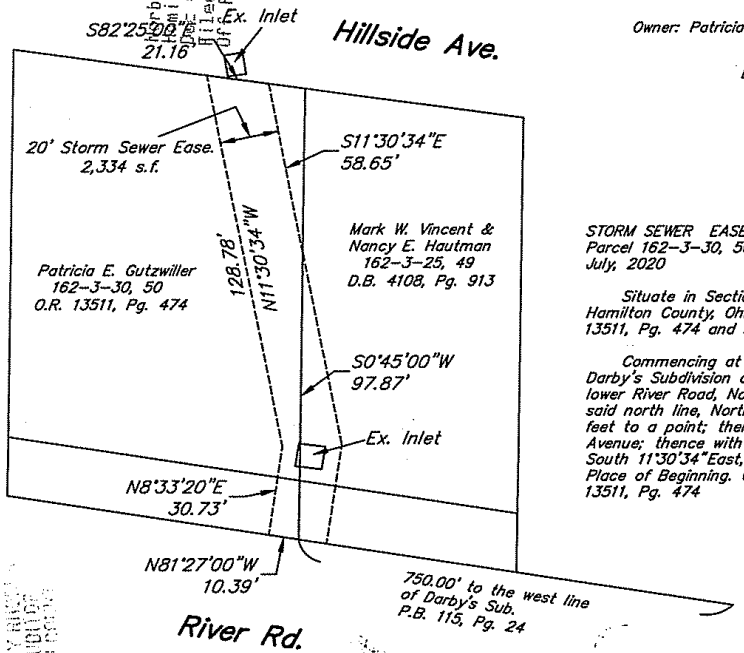 S82°25'00"E
21.16'
Ex. Inlet
Hillside Ave.
Owner: Patricia
20' Storm Sewer Ease.
2,334 s.f.
S11°30'34"E
58.65'
128.78'
N11°30'34"W
Mark W. Vincent &
Nancy E. Hautman
162-3-25, 49
D.B. 4108, Pg. 913
Patricia E. Gutzwiller
162-3-30, 50
O.R. 13511, Pg. 474
S0°45'00"W
97.87'
Ex. Inlet
N8°33'20"E
30.73'
N81°27'00"W
10.39'
750.00' to the west line
of Darby's Sub.
P.B. 115, Pg. 24
River Rd.
STORM SEWER EASE
Parcel 162-3-30, 5
July, 2020
Situate in Secti
Hamilton County, Oh
13511, Pg. 474 and
Commencing at
Darby's Subdivision
lower River Road, No
said north line, North
feet to a point; the
Avenue; thence with
South 11°30'34"East,
Place of Beginning.
13511, Pg. 474